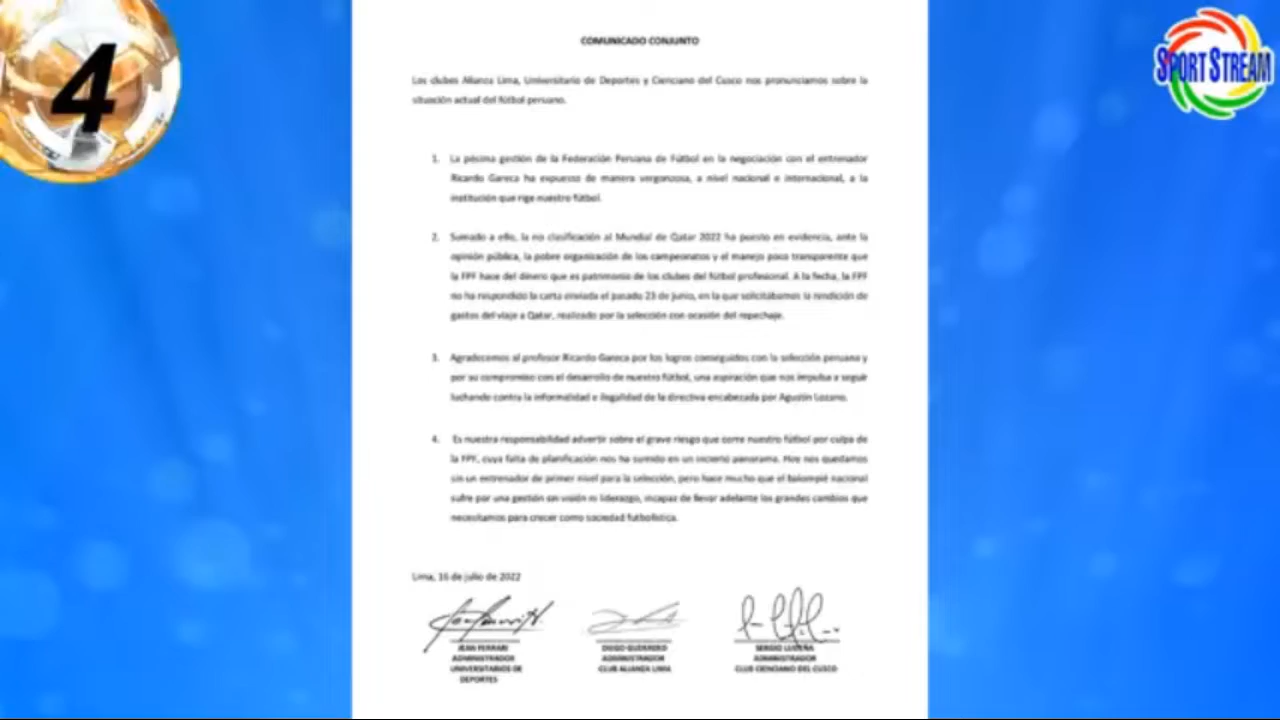 4
SPORT STREAM
COMUNICADO CONJUNTO
Los clubes Alianza Lima, Universitario de Deportes y Cienciano del Cusco nos pronunciamos sobre la
situación actual del fútbol peruano.
1. La pésima gestión de la Federación Peruana de Fútbol en la negociación con el entrenador
Ricardo Gareca ha expuesto de manera vergonzosa, a nivel nacional e internacional, a la
institución que rige nuestro fútbol.
2. Sumado a ello, la no clasificación al Mundial de Qatar 2022 ha puesto en evidencia, ante la
opinión pública, la pobre organización de los campeonatos y el manejo poco transparente que
la FPF hace del dinero que es patrimonio de los clubes del fútbol profesional. A la fecha, la FPF
no ha respondido la carta enviada el pasado 23 de junio, en la que solicitábamos la rendición de
gastos del viaje a Qatar, realizado por la selección con ocasión del repechaje.
3. Agradecemos al profesor Ricardo Gareca por los logros conseguidos con la selección peruana y
por su compromiso con el desarrollo de nuestro fútbol, una aspiración que nos impulsa a seguir
luchando contra la informalidad e ilegalidad de la directiva encabezada por Agustín Lozano.
4. Es nuestra responsabilidad advertir sobre el grave riesgo que corre nuestro fútbol por culpa de
la FPF, cuya falta de planificación nos ha sumido en un incierto panorama. Hoy nos quedamos
sin un entrenador de primer nivel para la selección, pero hace mucho que el balompié nacional
sufre por una gestión sin visión ni liderazgo, incapaz de llevar adelante los grandes cambios que
necesitamos para crecer como sociedad futbolística.
Lima, 16 de julio de 2022
JEAN FERRARI
ADMINISTRADOR
UNIVERSITARIOS DE
DEPORTES
DIEGO GUERRERO
ADMINISTRADOR
CLUB ALIANZA LIMA
SERGIO LUDEÑA
ADMINISTRADOR
CLUB CIENCIANO DEL CUSCO